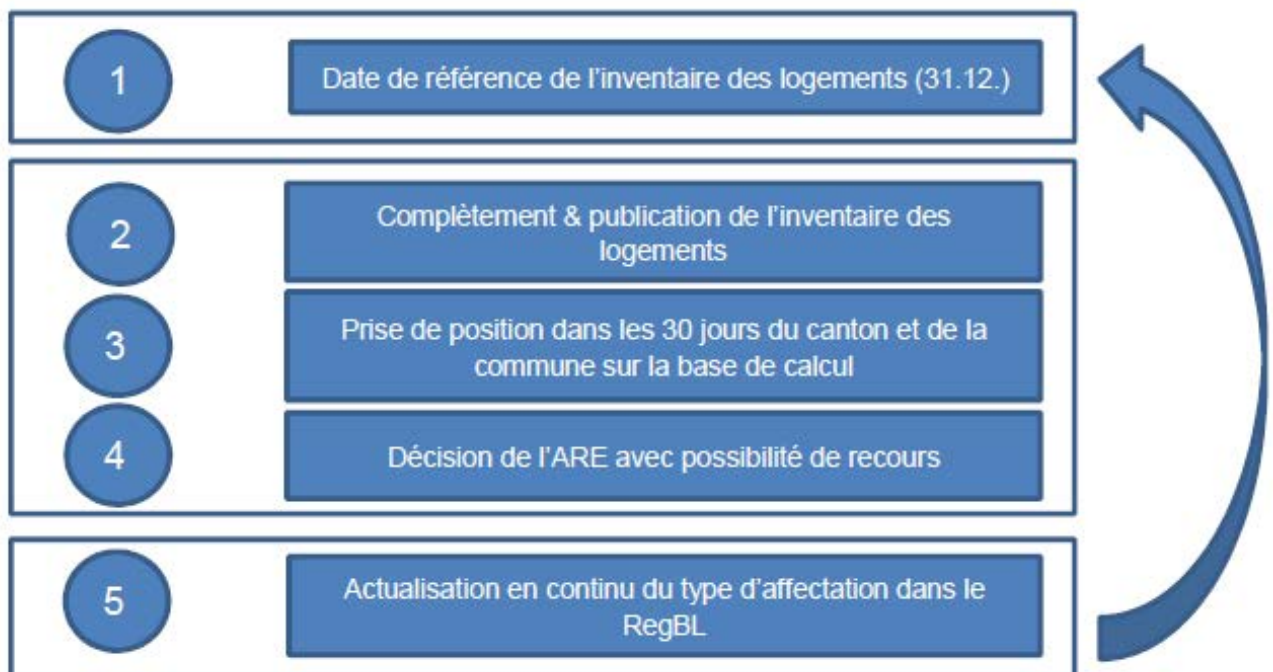 1
Date de référence de l'inventaire des logements (31.12.)
2
Complètement & publication de l'inventaire des
logements
3
Prise de position dans les 30 jours du canton et de la
commune sur la base de calcul
4
Décision de l'ARE avec possibilité de recours
5
Actualisation en continu du type d'affectation dans le
RegBL